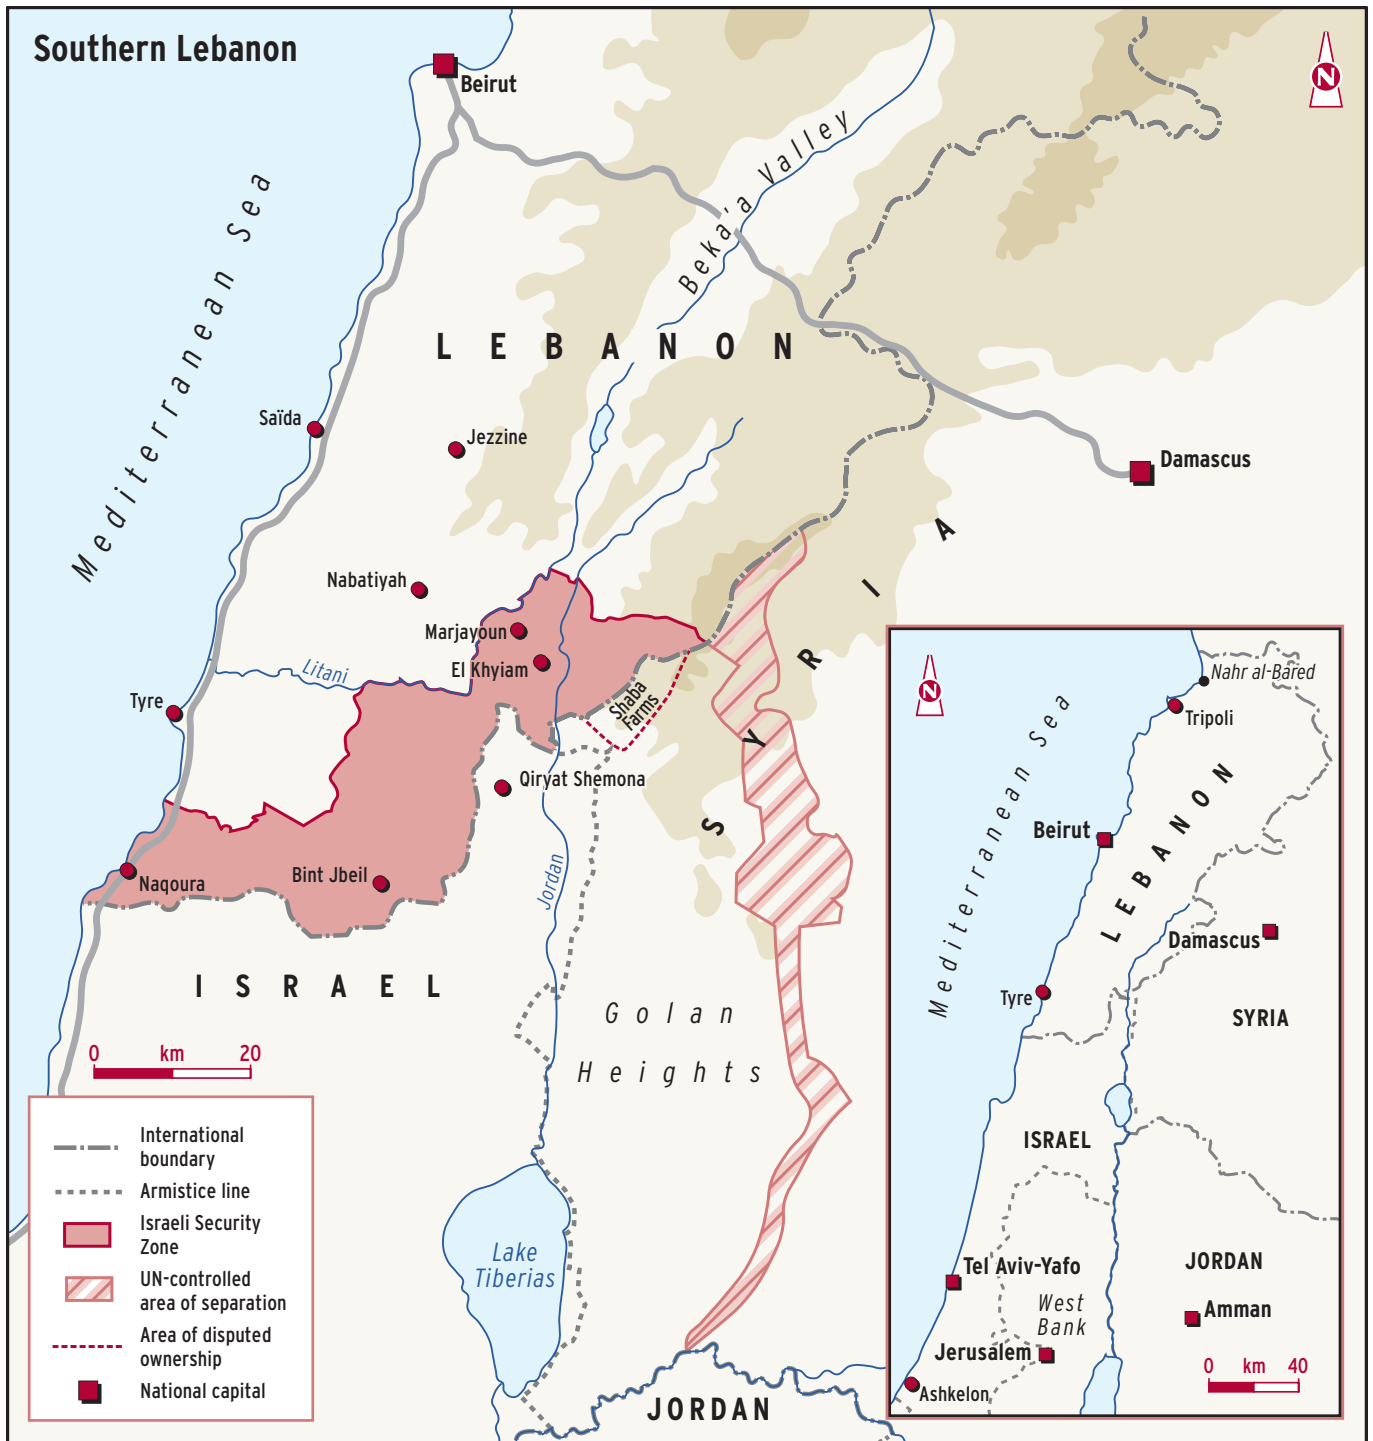 Southern Lebanon
N
Beirut
Mediterranean Sea
Beka'a Valley
LEBANON
Saïda
Jezzine
Damascus
SYRIA
Nabatiyah
Marjayoun
El Khyiam
Litani
Shaba
Farms
Tyre
Qiryat Shemona
Jordan
Naqoura
Bint Jbeil
ISRAEL
Golan
Heights
0 km 20
International
boundary
Armistice line
Israeli Security
Zone
UN-controlled
area of separation
Area of disputed
ownership
National capital
Lake
Tiberias
JORDAN
N
Nahr al-Bared
Tripoli
Mediterranean Sea
LEBANON
Beirut
Damascus
Tyre
SYRIA
ISRAEL
Tel Aviv-Yafo
JORDAN
West
Bank
Amman
Jerusalem
0 km 40
Ashkelon